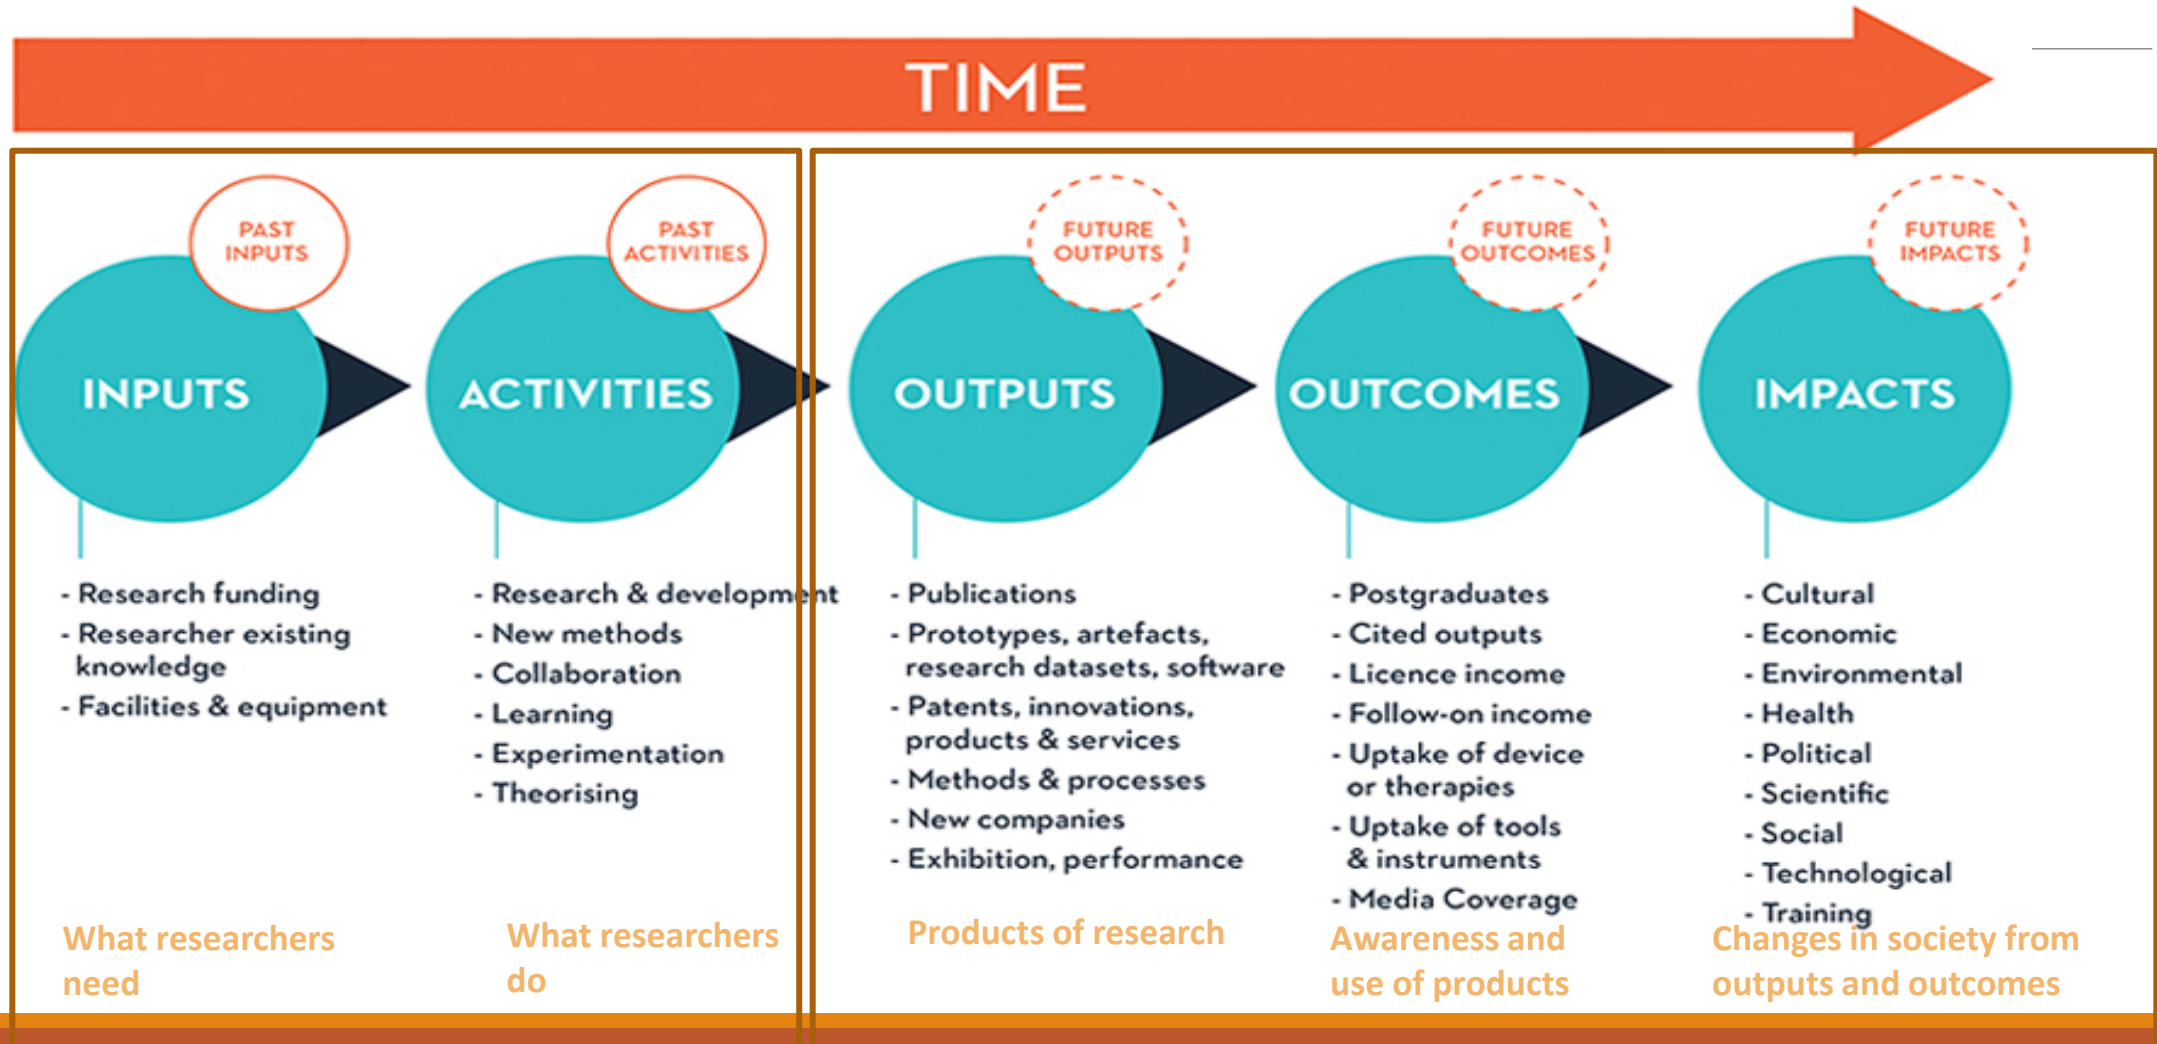 TIME
PAST
INPUTS
INPUTS
- Research funding
- Researcher existing
knowledge
- Facilities & equipment
What researchers
need
PAST
ACTIVITIES
ACTIVITIES
- Research & development
- New methods
- Collaboration
- Learning
- Experimentation
- Theorising
What researchers
do
FUTURE
OUTPUTS
OUTPUTS
- Publications
- Prototypes, artefacts,
research datasets, software
- Patents, innovations,
products & services
- Methods & processes
- New companies
- Exhibition, performance
Products of research
FUTURE
OUTCOMES
OUTCOMES
- Postgraduates
- Cited outputs
- Licence income
- Follow-on income
- Uptake of device
or therapies
- Uptake of tools
& instruments
- Media Coverage
Awareness and
use of products
FUTURE
IMPACTS
IMPACTS
- Cultural
- Economic
- Environmental
- Health
- Political
- Scientific
- Social
- Technological
- Training
Changes in society from
outputs and outcomes